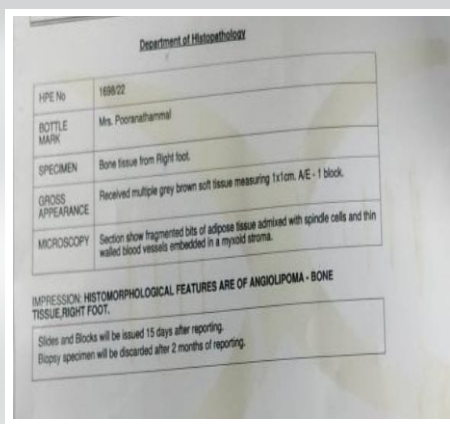 Department of Histopathology
HPE No 1698/22
BOTTLE MARK Mrs. Pooranathammal
SPECIMEN Bone tissue from Right foot.
GROSS APPEARANCE Received multiple grey brown soft tissue measuring 1x1cm. A/E - 1 block.
MICROSCOPY Section show fragmented bits of adipose tissue admixed with spindle cells and thin
walled blood vessels embedded in a myxoid stroma.
IMPRESSION: HISTOMORPHOLOGICAL FEATURES ARE OF ANGIOLIPOMA - BONE
TISSUE,RIGHT FOOT.
Slides and Blocks will be issued 15 days after reporting.
Biopsy specimen will be discarded after 2 months of reporting.